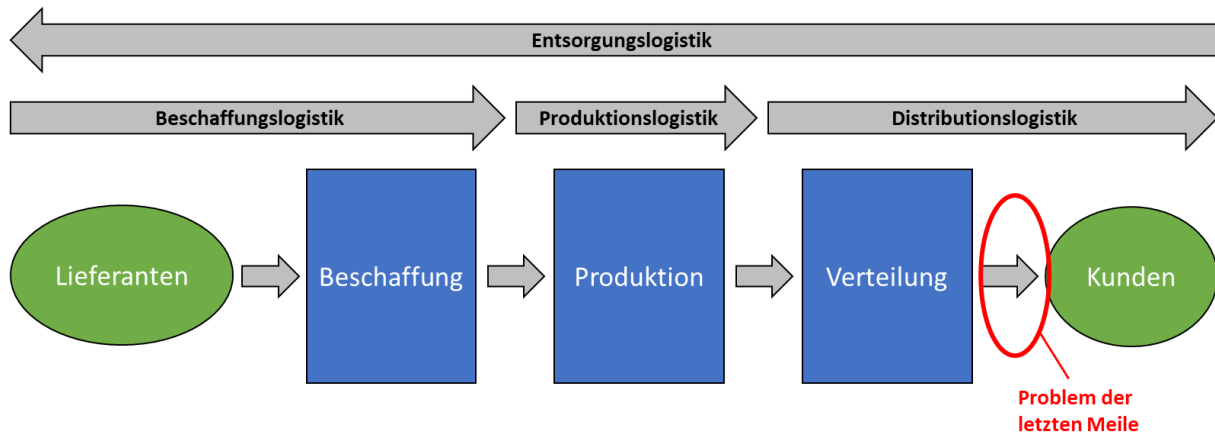 Entsorgungslogistik
Beschaffungslogistik
Produktionslogistik
Distributionslogistik
Lieferanten
Beschaffung
Produktion
Verteilung
Kunden
Problem der
letzten Meile